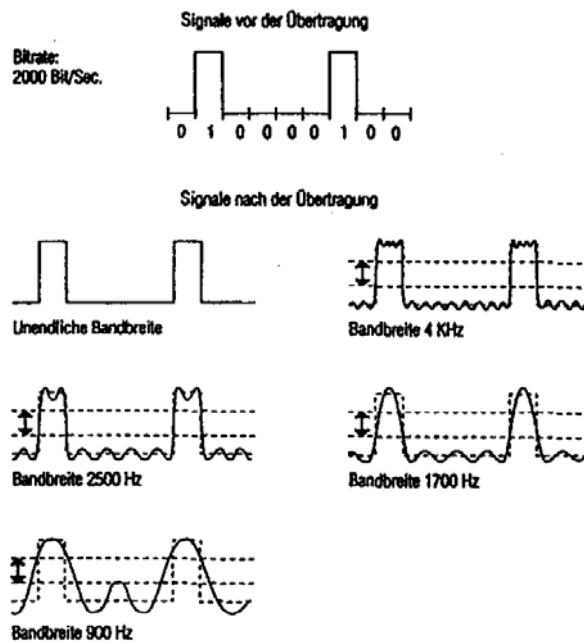 Signale vor der Übertragung
Bitrate:
2000 Bit/Sec.
0 1 0 0 0 0 1 0 0
Signale nach der Übertragung
Unendliche Bandbreite
Bandbreite 4 KHz
Bandbreite 2500 Hz
Bandbreite 1700 Hz
Bandbreite 900 Hz